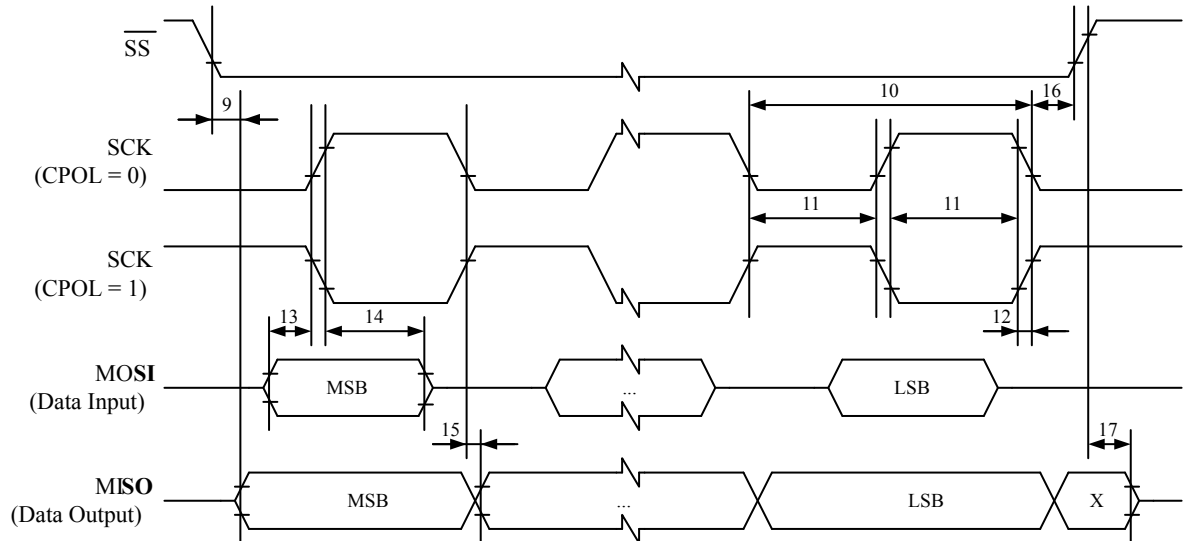 SS
9
10
16
SCK
(CPOL = 0)
11
11
SCK
(CPOL = 1)
13
14
12
MOSI
(Data Input)
MSB
...
LSB
15
17
MISO
(Data Output)
MSB
...
LSB
X